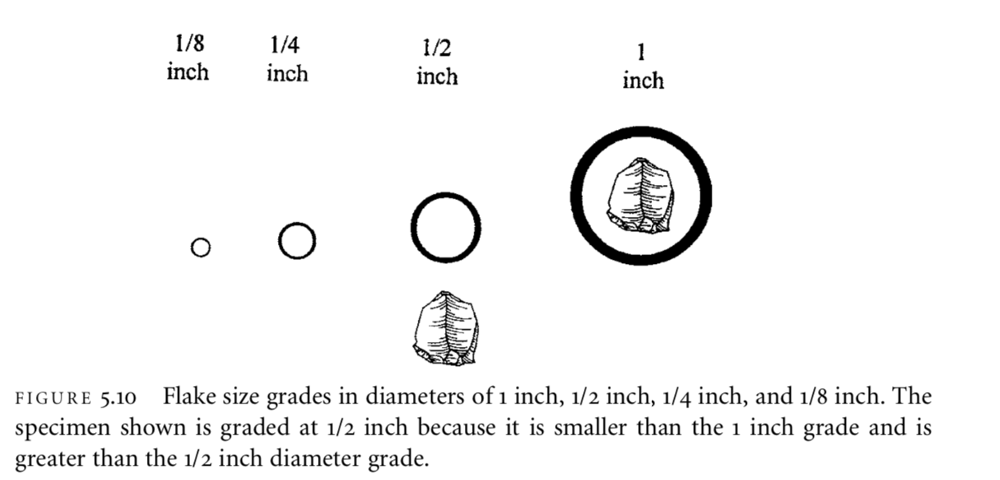 1/8 inch
1/4 inch
1/2 inch
1 inch
FIGURE 5.10 Flake size grades in diameters of 1 inch, 1/2 inch, 1/4 inch, and 1/8 inch. The
specimen shown is graded at 1/2 inch because it is smaller than the 1 inch grade and is
greater than the 1/2 inch diameter grade.